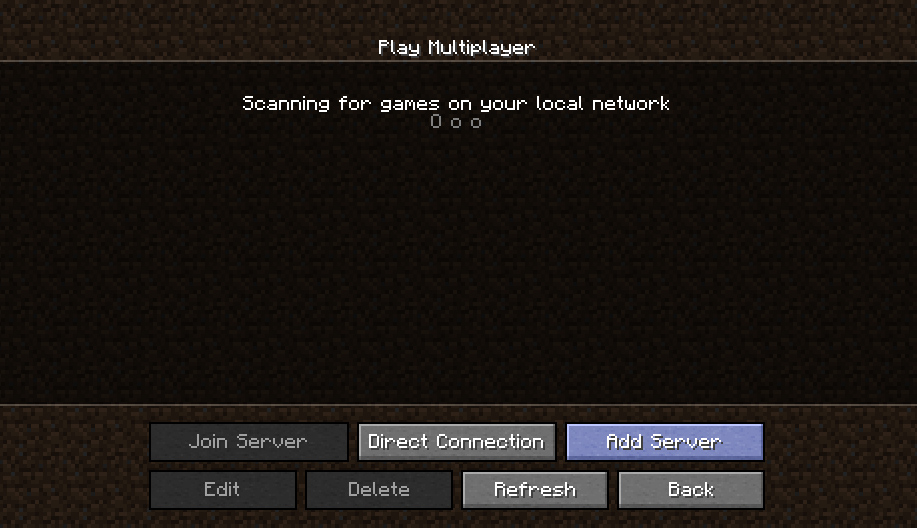 Play Multiplayer
Scanning for games on your local network
O o o
Join Server Direct Connection Add Server
Edit Delete Refresh Back